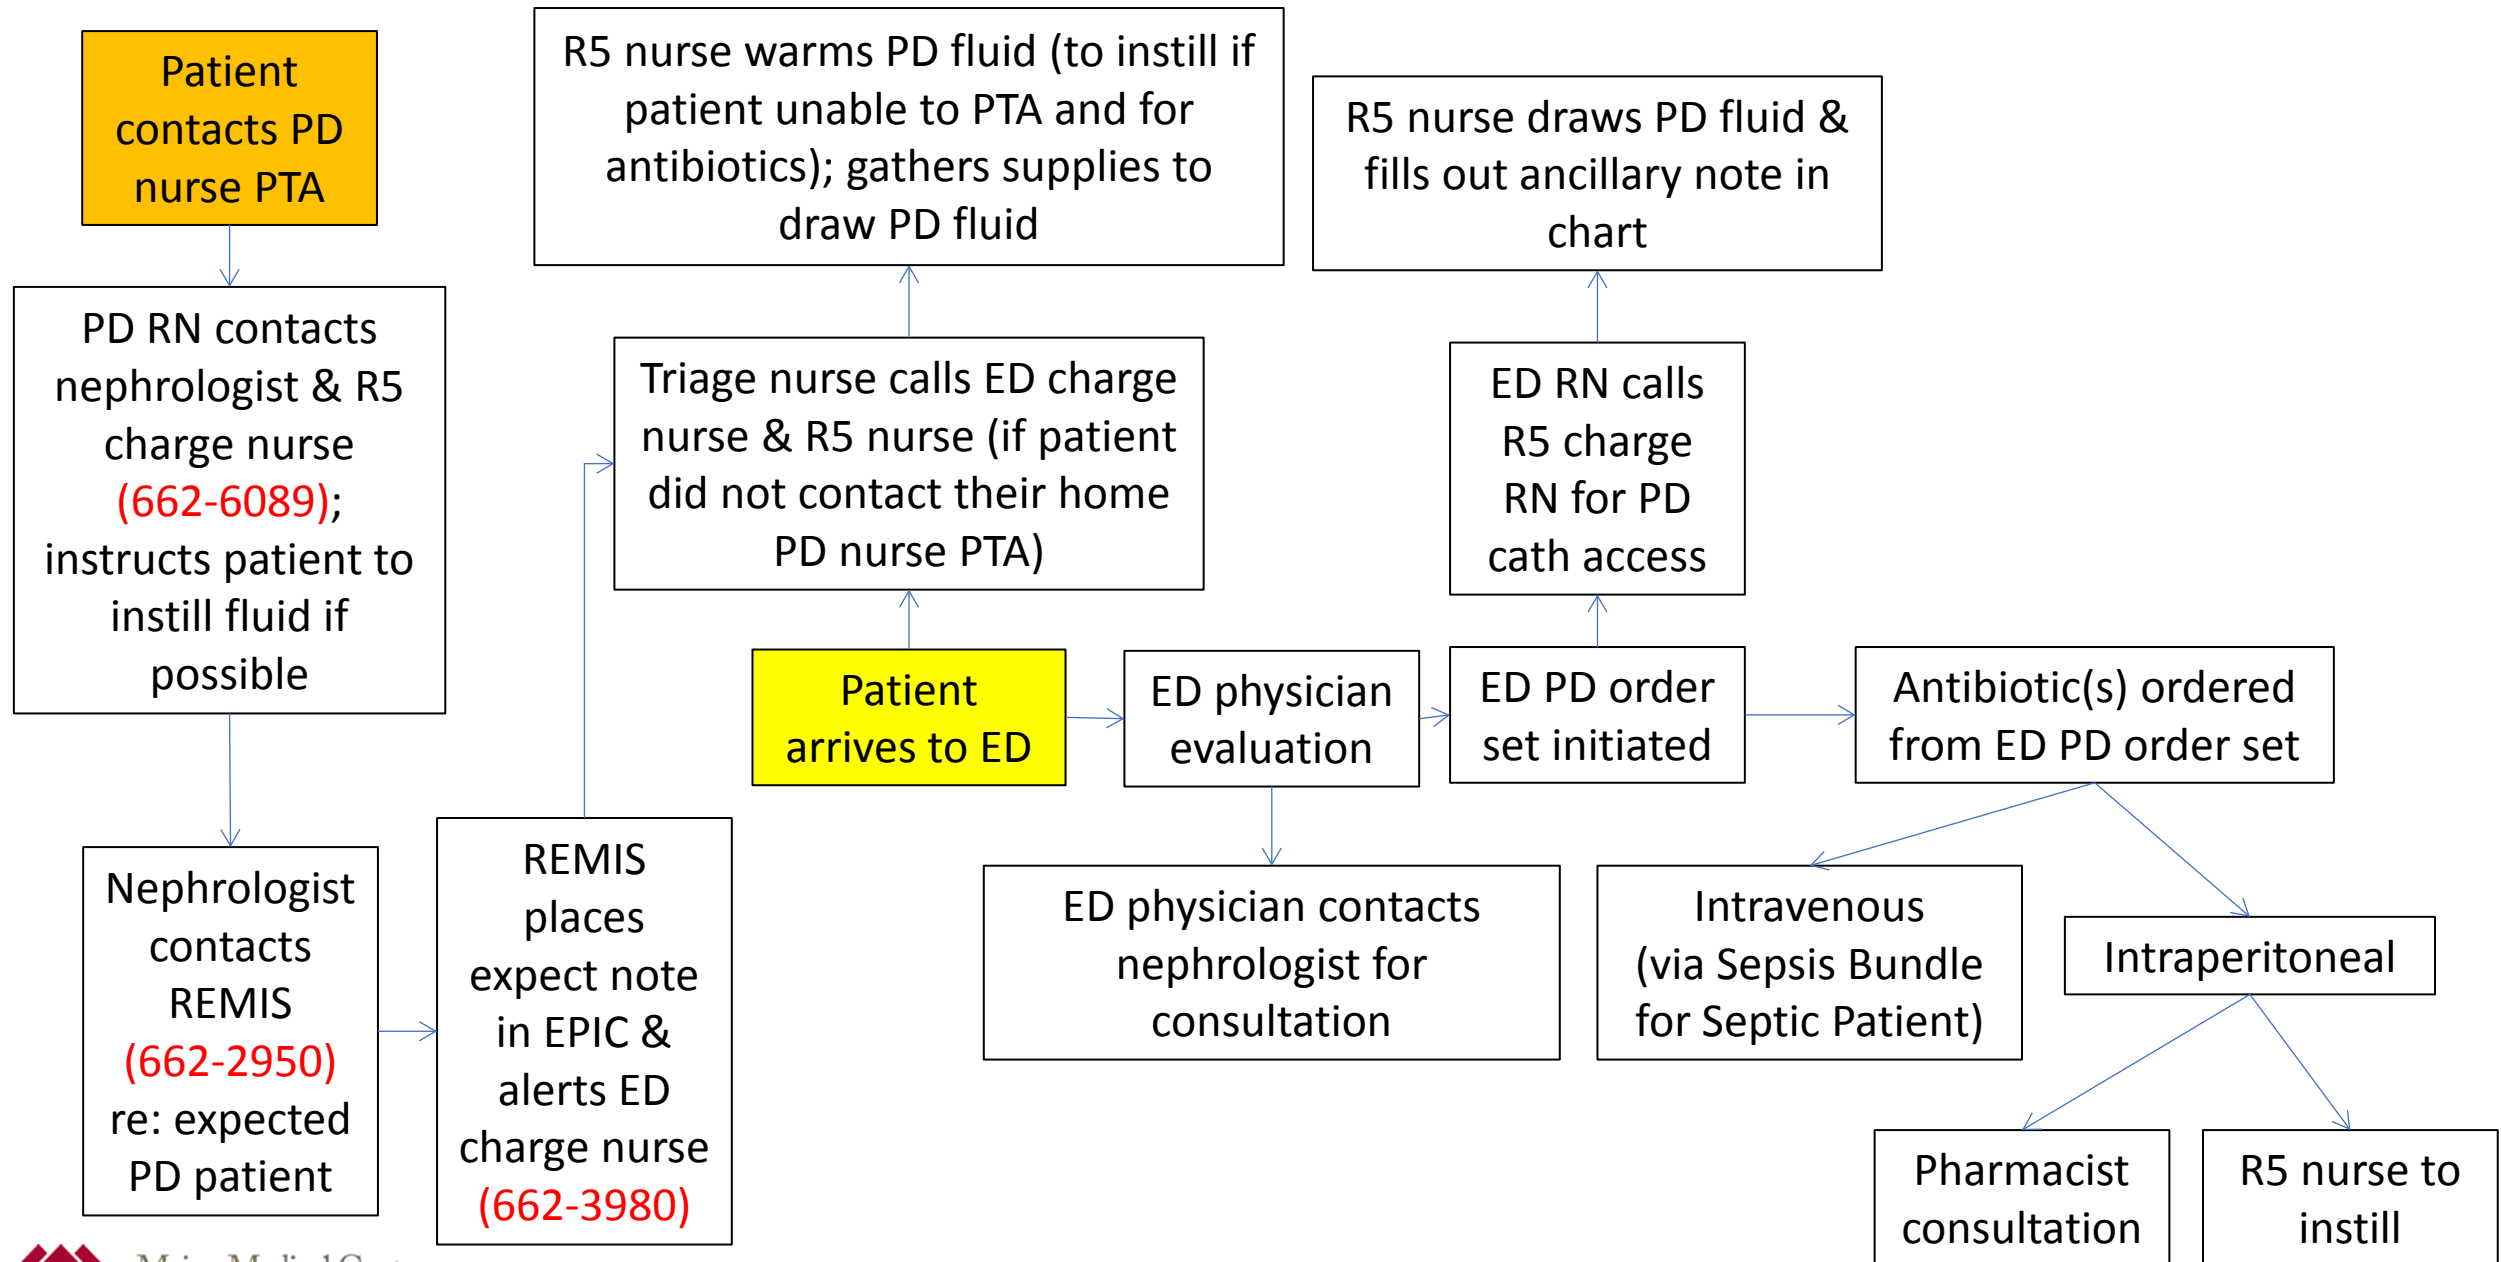 Patient
contacts PD
nurse PTA
PD RN contacts
nephrologist & R5
charge nurse
(662-6089);
instructs patient to
instill fluid if
possible
Nephrologist
contacts
REMIS
(662-2950)
re: expected
PD patient
REMIS
places
expect note
in EPIC &
alerts ED
charge nurse
(662-3980)
R5 nurse warms PD fluid (to instill if
patient unable to PTA and for
antibiotics); gathers supplies to
draw PD fluid
Triage nurse calls ED charge
nurse & R5 nurse (if patient
did not contact their home
PD nurse PTA)
Patient
arrives to ED
ED physician
evaluation
ED physician contacts
nephrologist for
consultation
R5 nurse draws PD fluid &
fills out ancillary note in
chart
ED RN calls
R5 charge
RN for PD
cath access
ED PD order
set initiated
Antibiotic(s) ordered
from ED PD order set
Intravenous
(via Sepsis Bundle
for Septic Patient)
Intraperitoneal
Pharmacist
consultation
R5 nurse to
instill